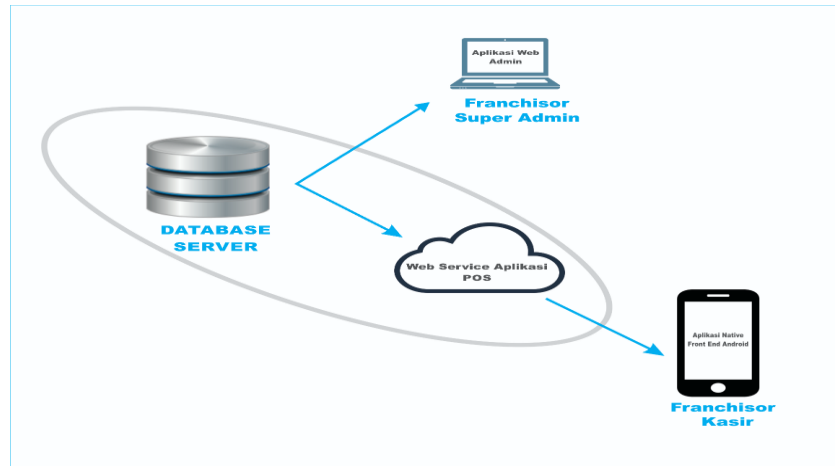 Aplikasi Web
Admin
Franchisor
Super Admin
DATABASE
SERVER
Web Service Aplikasi
POS
Aplikasi Native
Front End Android
Franchisor
Kasir